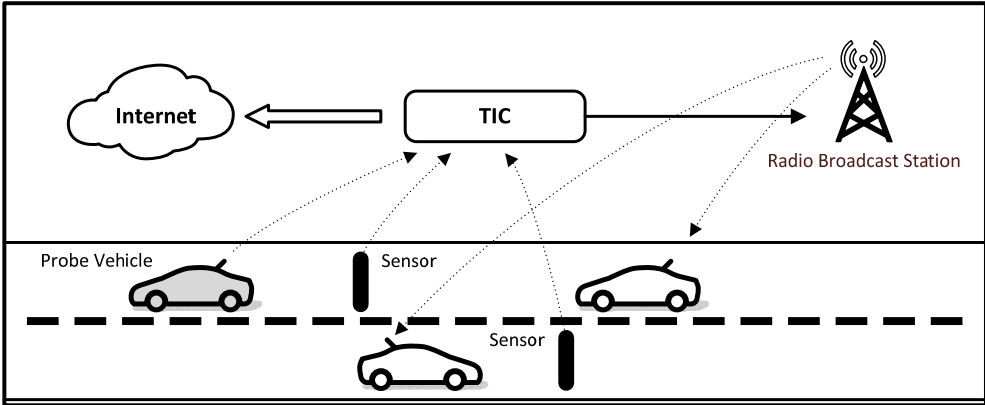 Internet
TIC
Radio Broadcast Station
Probe Vehicle
Sensor
Sensor